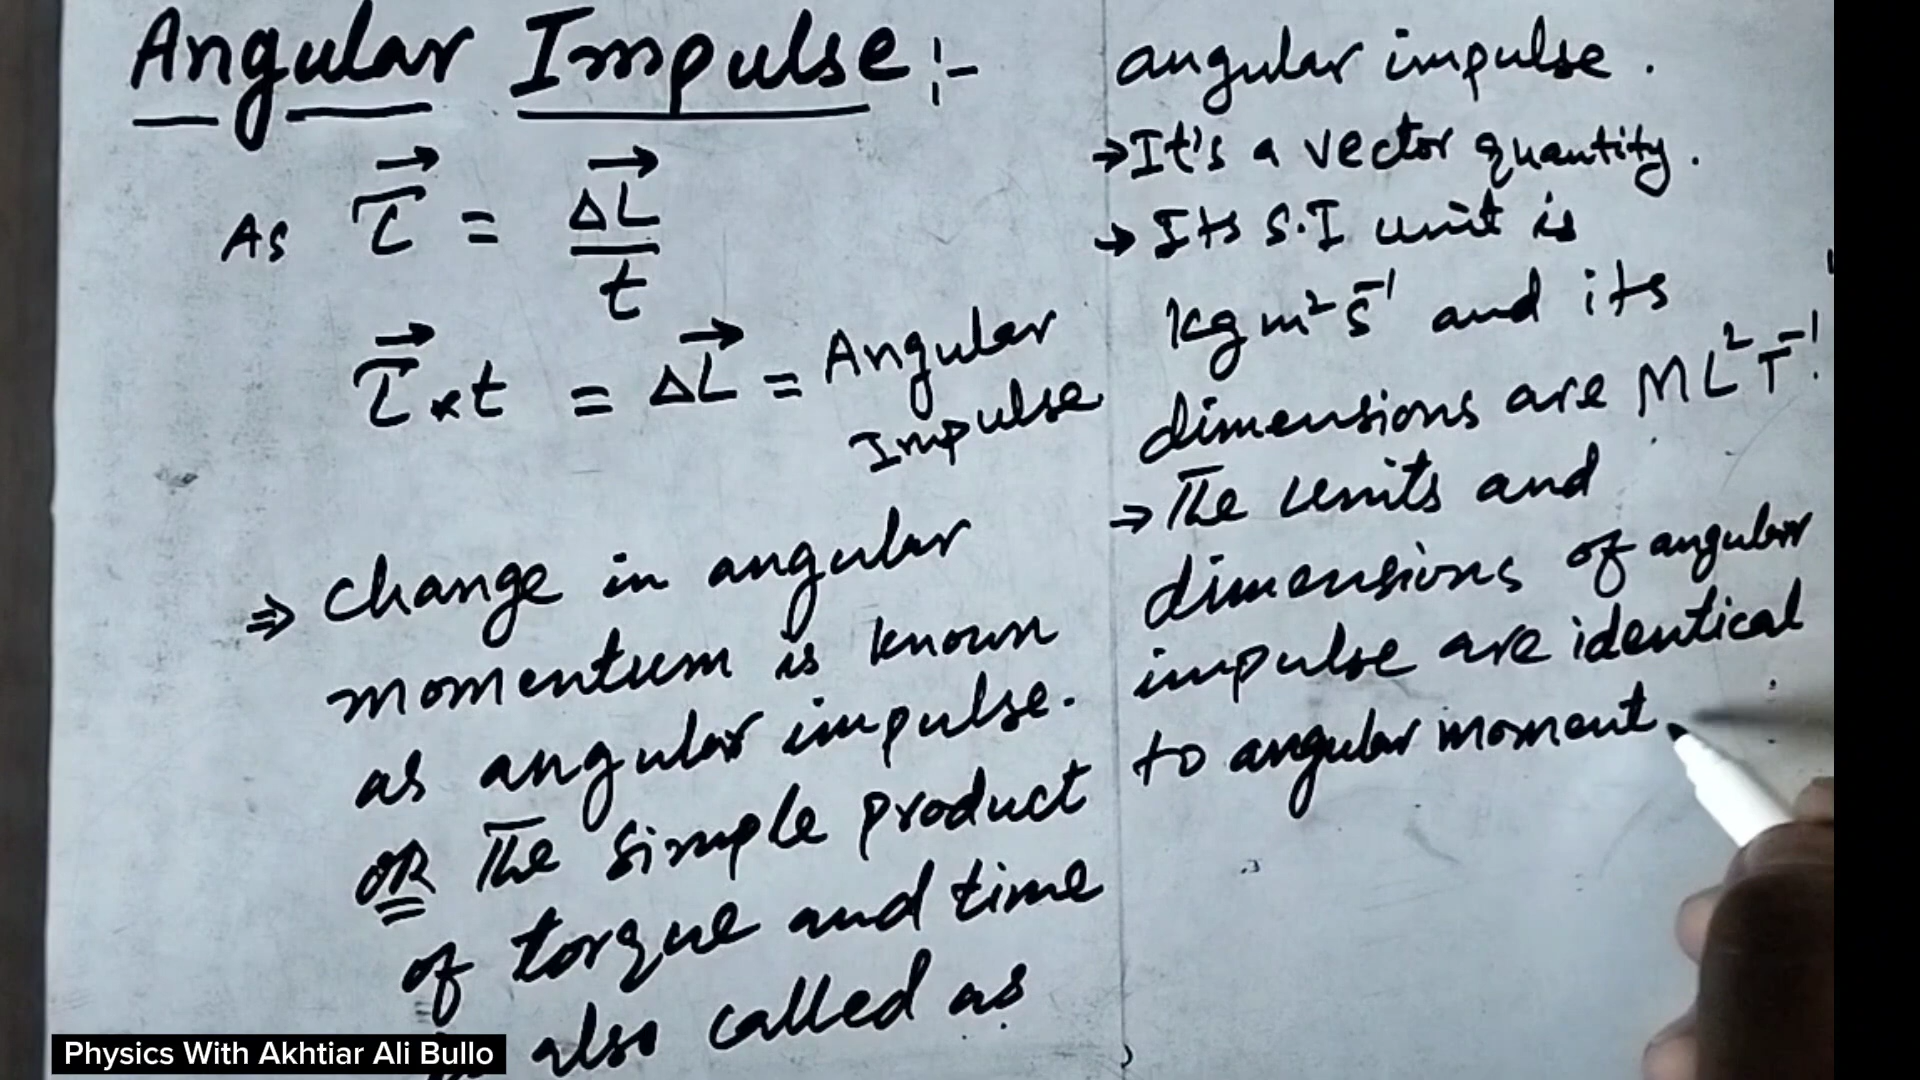 Angular Impulse :-
As τ⃗ = ΔL⃗ / t
τ⃗ × t = ΔL⃗ = Angular
Impulse
⇒ Change in angular
momentum is known
as angular impulse.
OR The simple product
of torque and time
also called as
angular impulse.
→ It's a vector quantity.
→ Its S.I unit is
kg m² s⁻¹ and its
dimensions are ML²T⁻¹.
→ The units and
dimensions of angular
impulse are identical
to angular moment
Physics With Akhtiar Ali Bullo